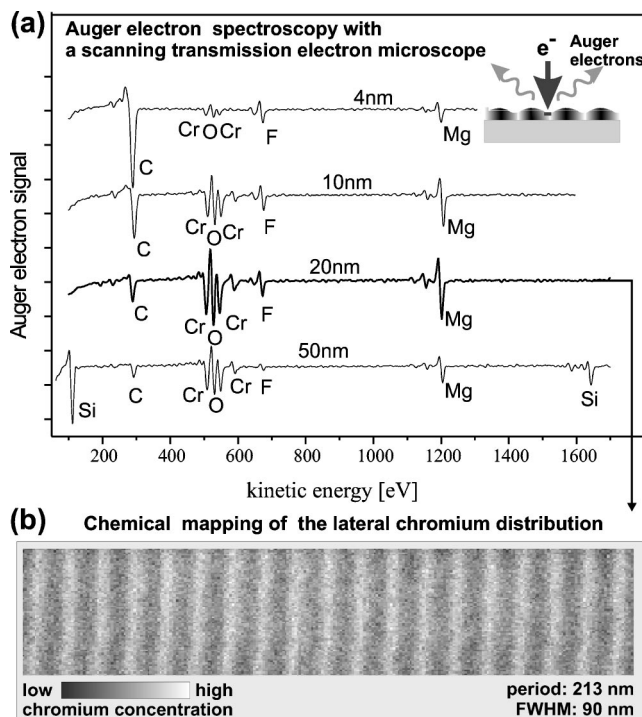 (a) Auger electron spectroscopy with
a scanning transmission electron microscope
e-
Auger
electrons
4nm
Cr O Cr
F
Mg
C
10nm
Cr Cr
O
F
Mg
C
20nm
C
Cr Cr
O
F
Mg
50nm
Si
C
Cr
O
Cr
F
Mg
Si
Auger electron signal
200 400 600 800 1000 1200 1400 1600
kinetic energy [eV]
(b) Chemical mapping of the lateral chromium distribution
low high
chromium concentration
period: 213 nm
FWHM: 90 nm